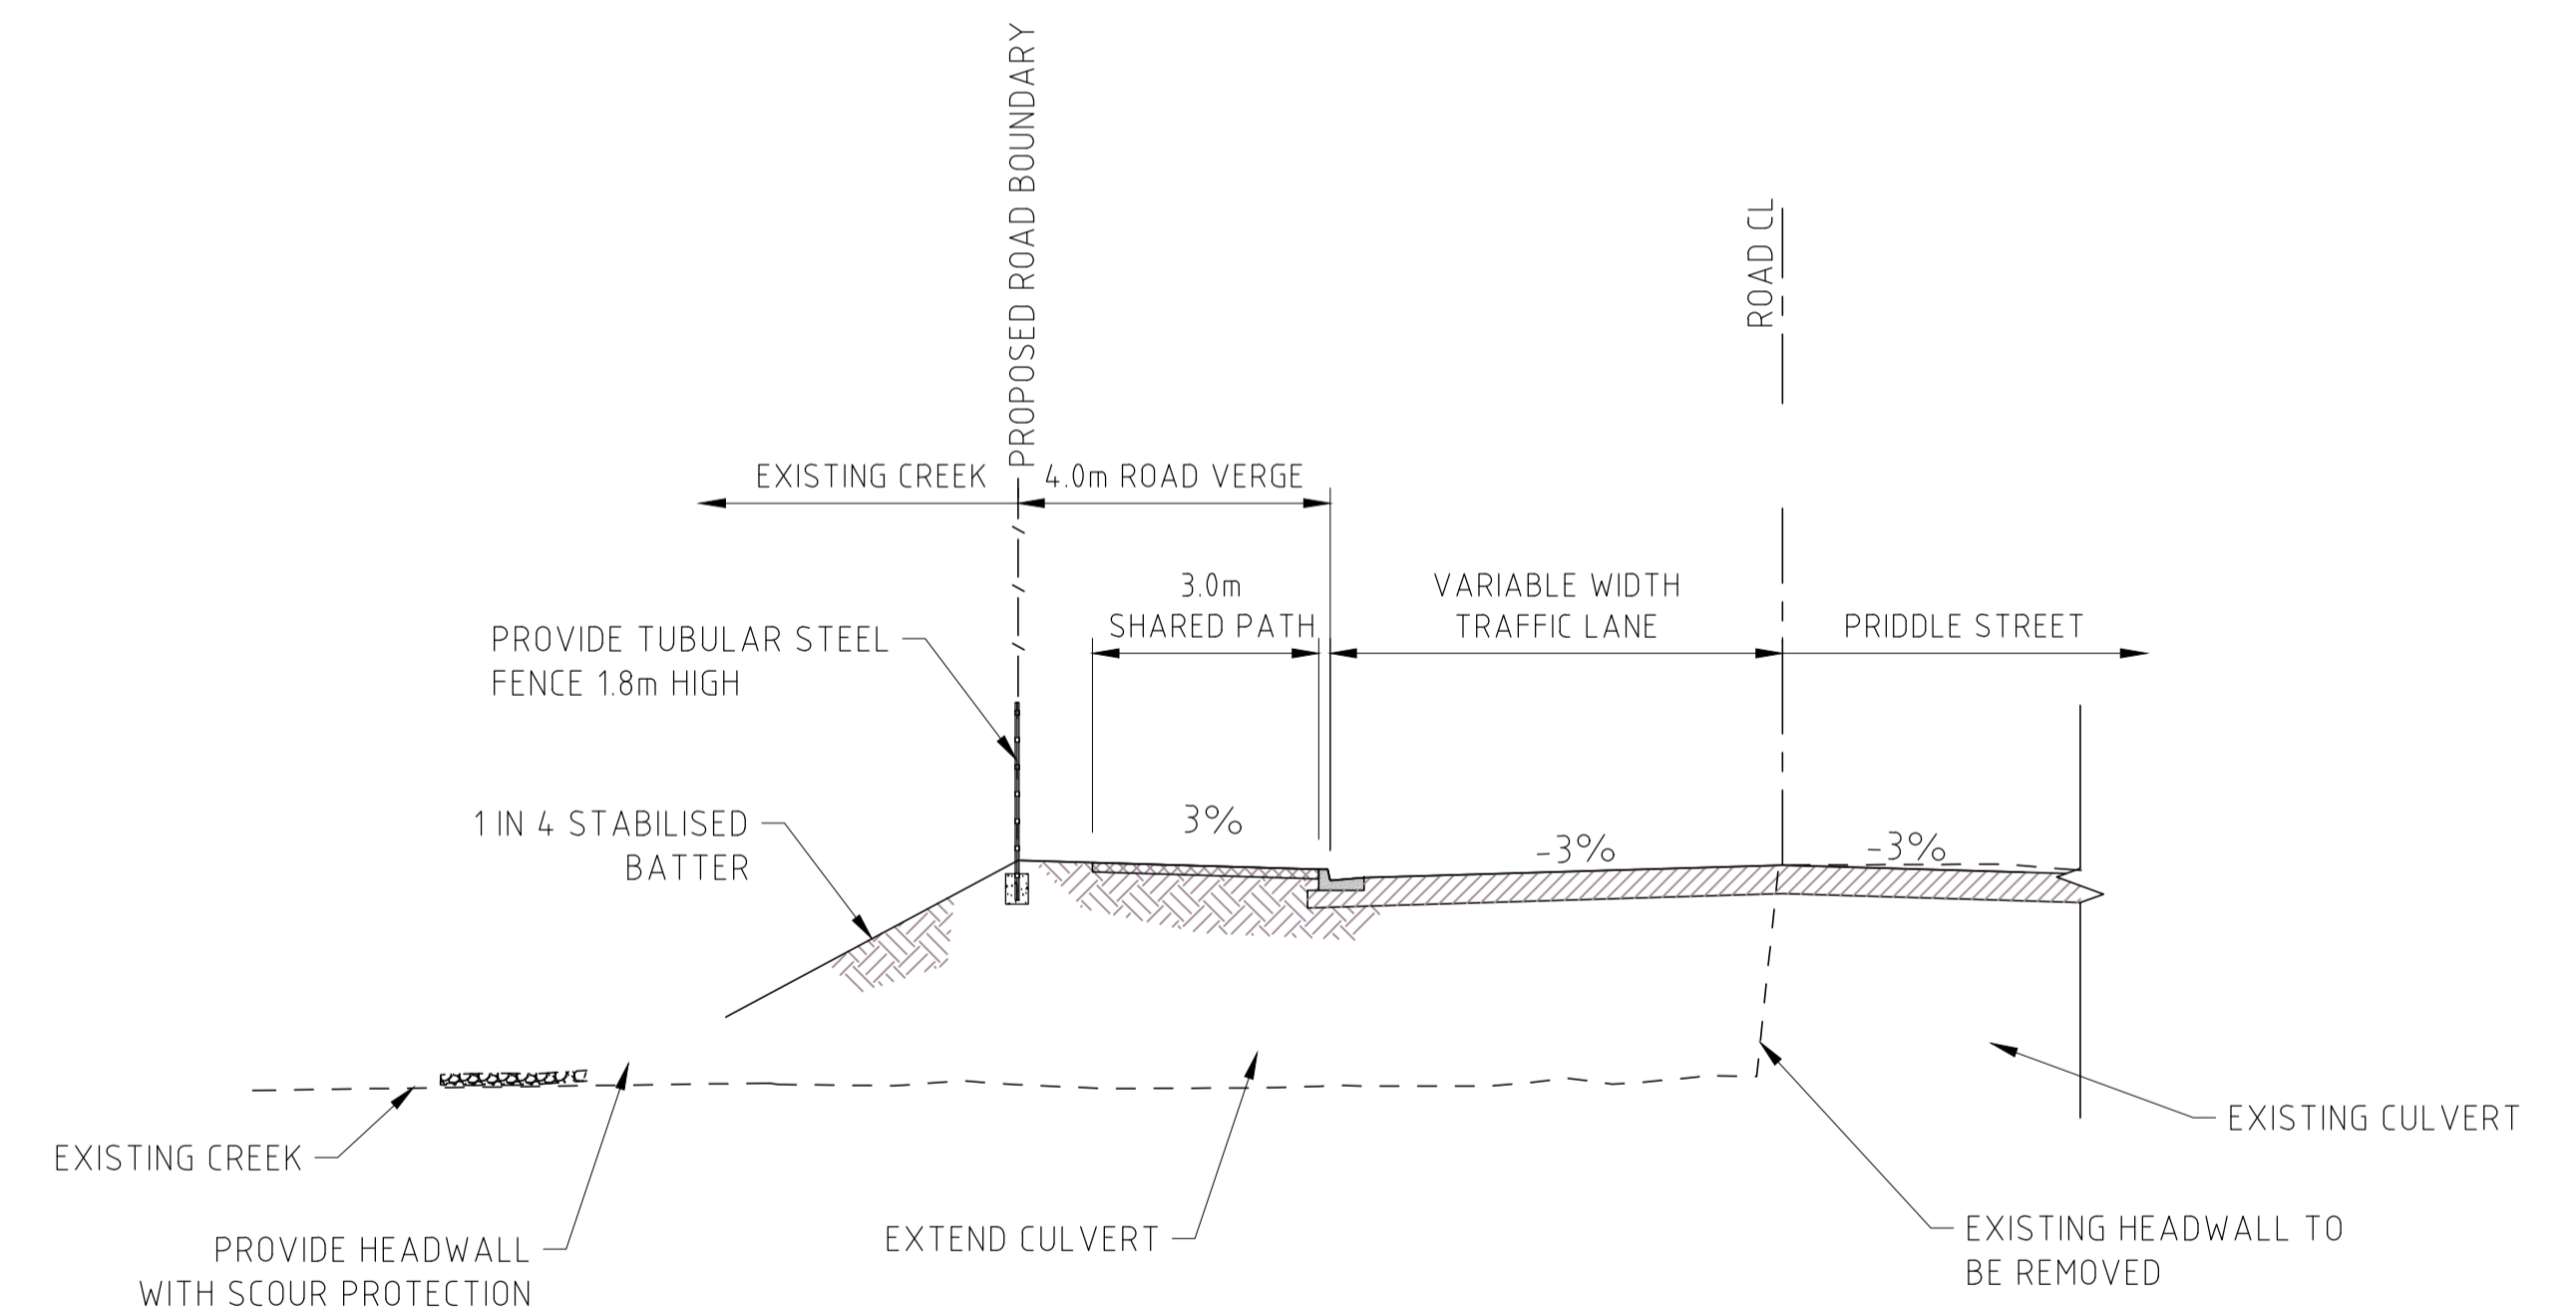 PROPOSED ROAD BOUNDARY
ROAD CL
EXISTING CREEK
4.0m ROAD VERGE
3.0m
SHARED PATH
VARIABLE WIDTH
TRAFFIC LANE
PRIDDLE STREET
PROVIDE TUBULAR STEEL
FENCE 1.8m HIGH
1 IN 4 STABILISED
BATTER
3%
-3%
-3%
EXISTING CREEK
PROVIDE HEADWALL
WITH SCOUR PROTECTION
EXTEND CULVERT
EXISTING CULVERT
EXISTING HEADWALL TO
BE REMOVED